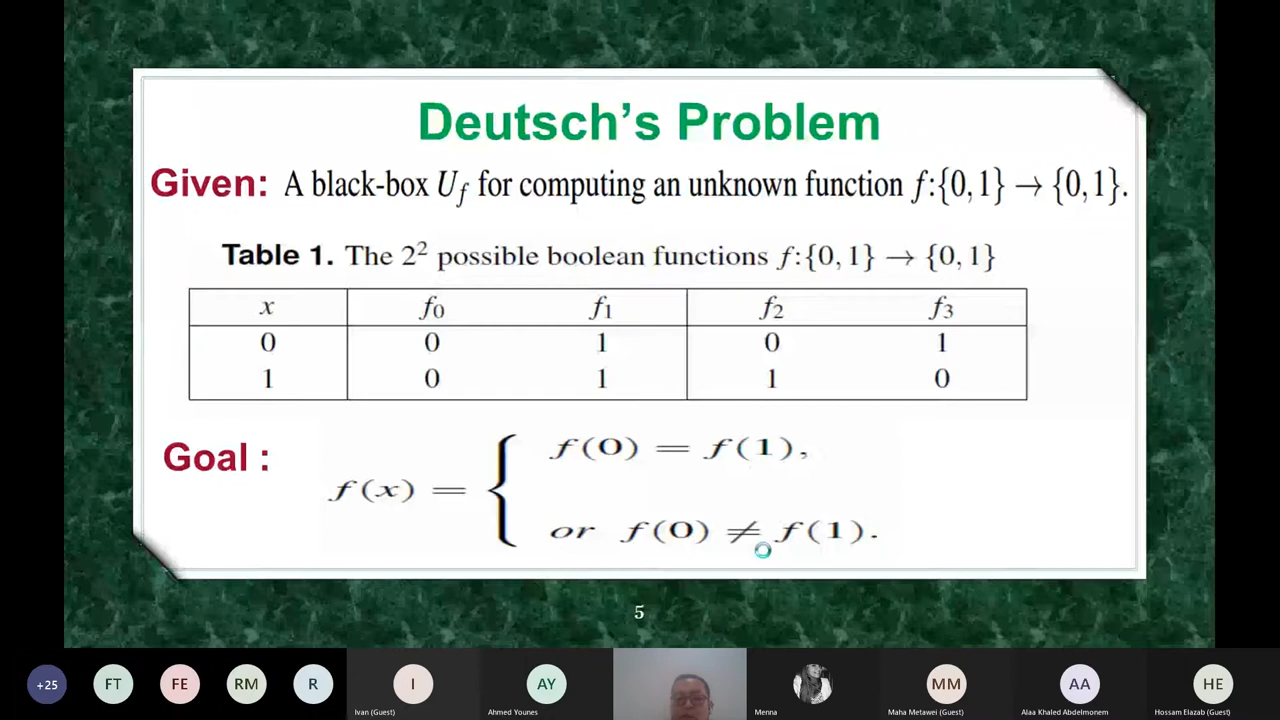 Deutsch's Problem
Given: A black-box U_f for computing an unknown function f:{0,1} → {0,1}.
Table 1. The 2² possible boolean functions f:{0,1} → {0,1}
x f₀ f₁ f₂ f₃
0 0 1 0 1
1 0 1 1 0
Goal :
f(0) = f(1),
f(x) = {
or f(0) ≠ f(1).
5
+25 FT FE RM R I AY MM AA HE
Ivan (Guest) Ahmed Younes Menna Maha Metawei (Guest) Alaa Khaled Abdelmonem Hossam Elazab (Guest)